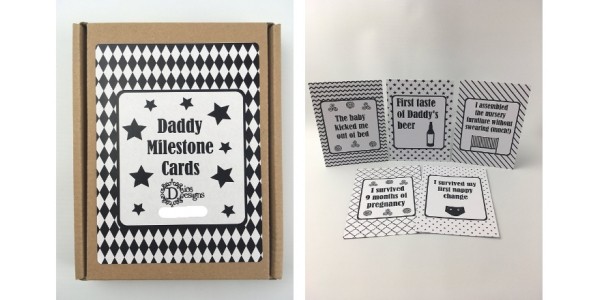 Daddy
Milestone
Cards
Designs
The baby
kicked me
out of bed
First taste
of Daddy's
beer
I assembled
the nursery
furniture without
swearing (much!)
I survived
9 months of
pregnancy
I survived my
first nappy
change